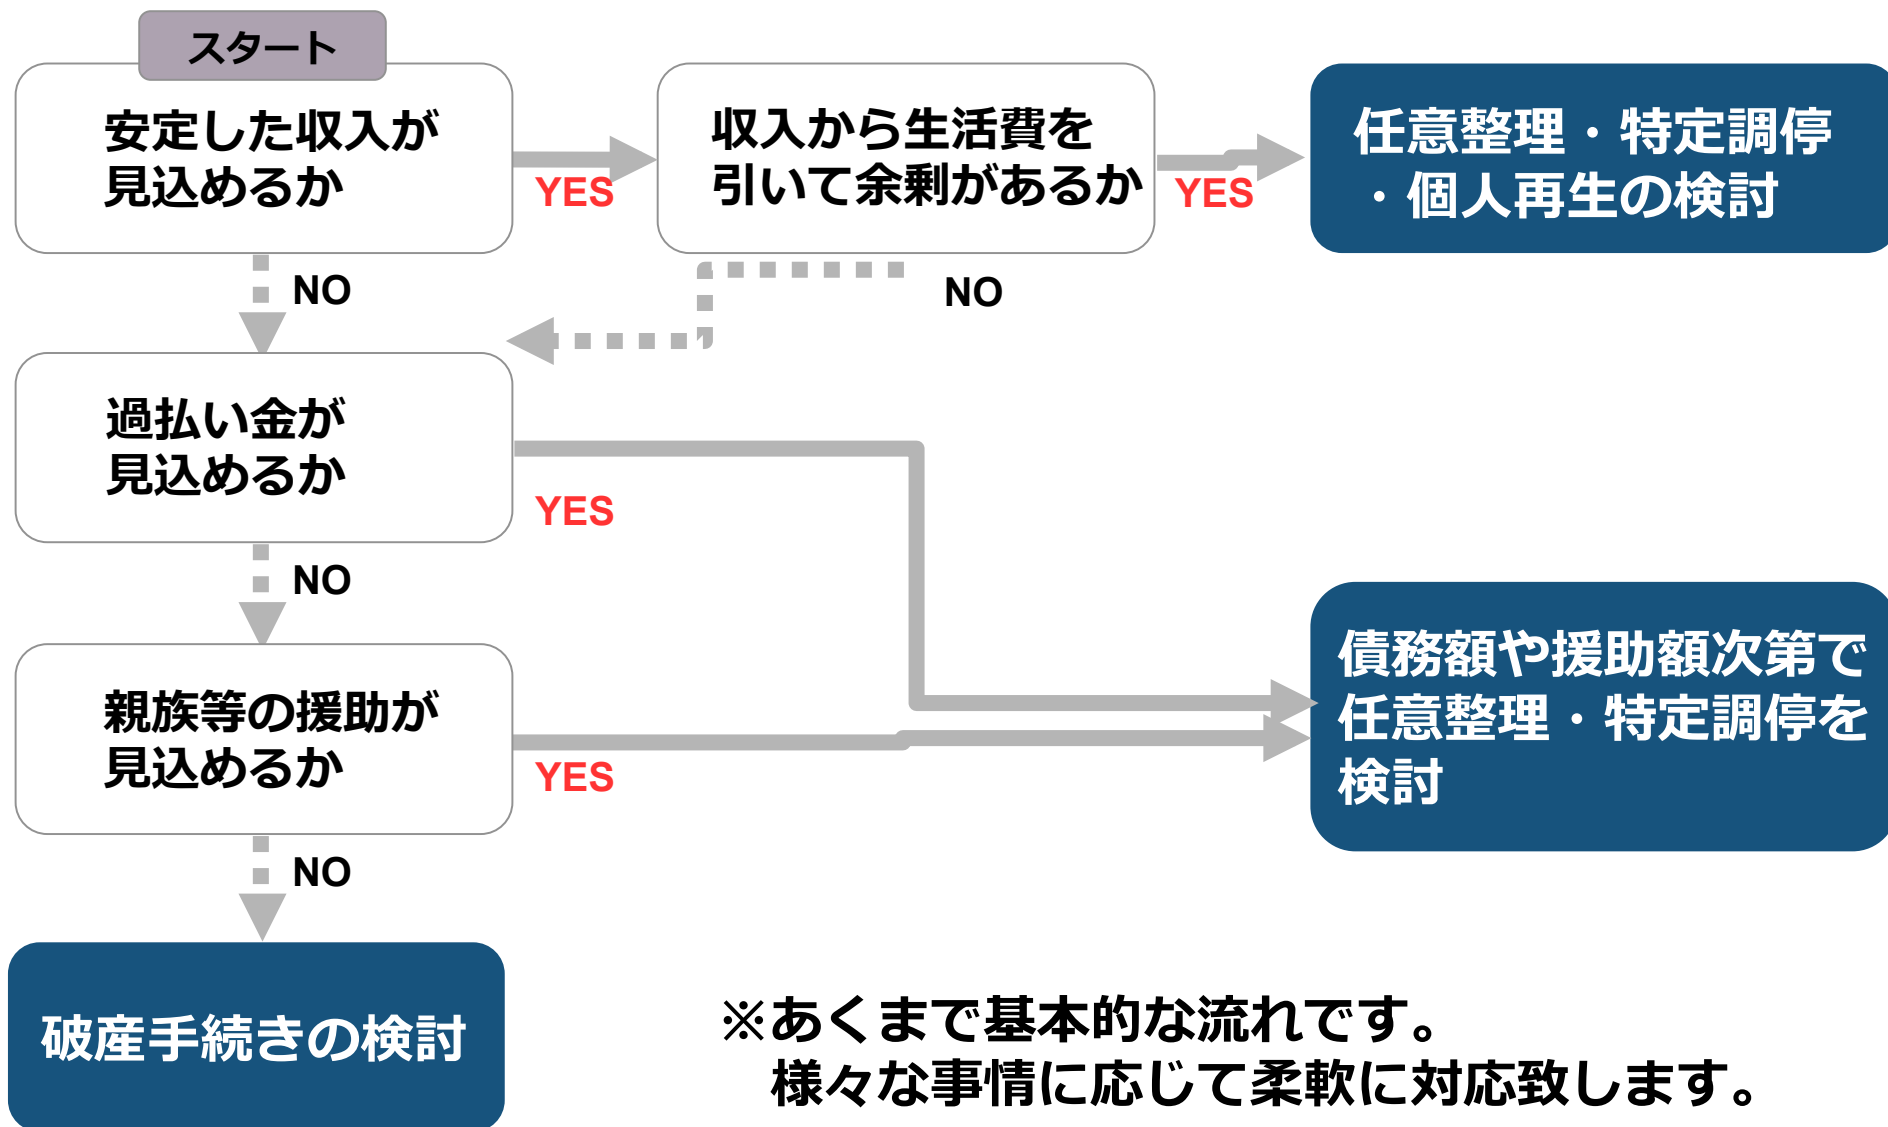 スタート
安定した収入が
見込めるか
YES
収入から生活費を
引いて余剰があるか
YES
任意整理・特定調停
・個人再生の検討
NO
NO
過払い金が
見込めるか
YES
NO
親族等の援助が
見込めるか
YES
債務額や援助額次第で
任意整理・特定調停を
検討
NO
破産手続きの検討
※あくまで基本的な流れです。
様々な事情に応じて柔軟に対応致します。